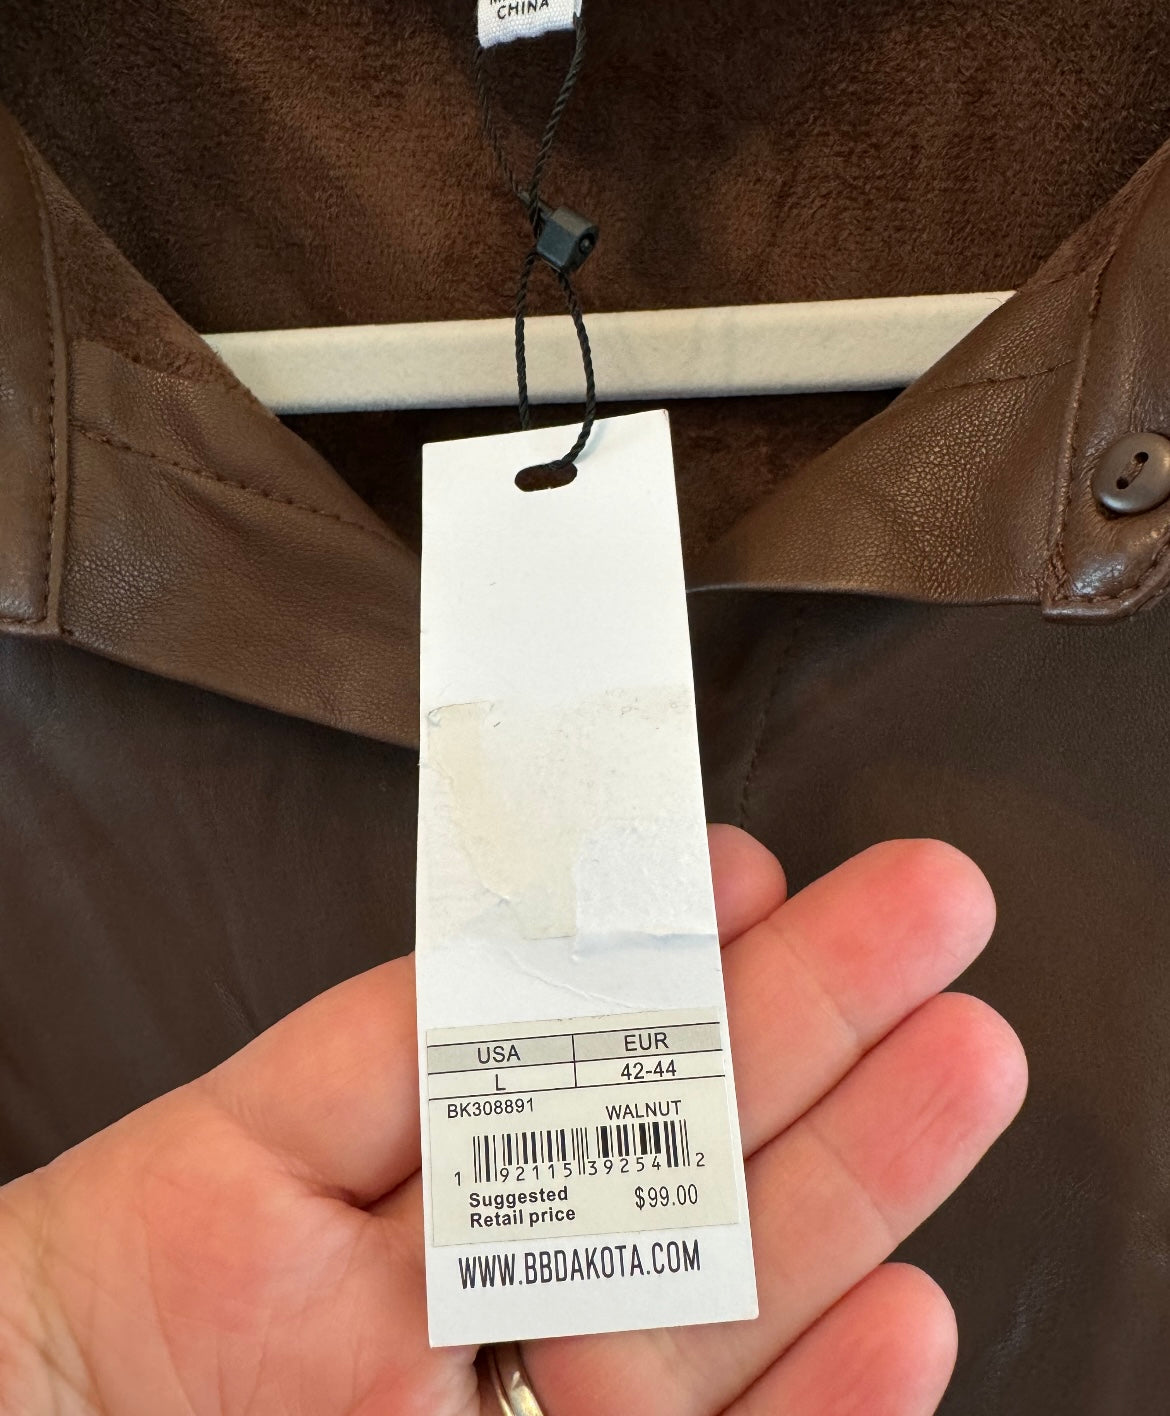 CHINA
USA EUR
L 42-44
BK308891 WALNUT
1 92115 39254 2
Suggested
Retail price $99.00
WWW.BBDAKOTA.COM